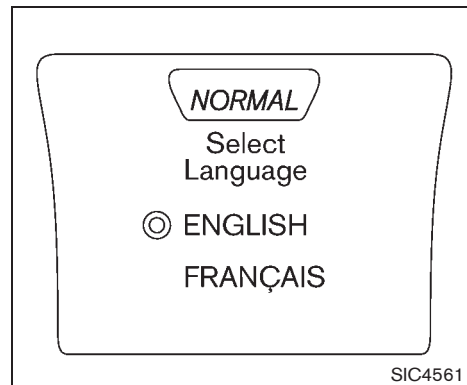 NORMAL
Select
Language
ENGLISH
FRANÇAIS
SIC4561